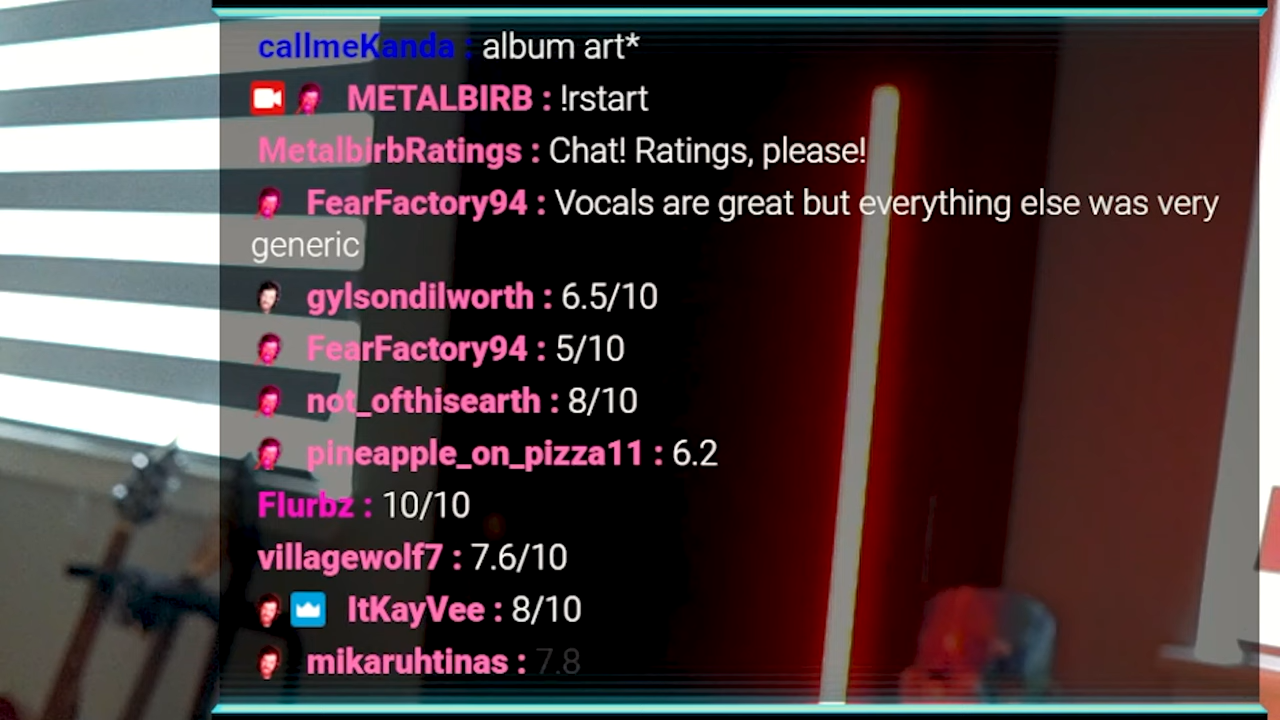 callmeKanda : album art*
METALBIRB : !rstart
MetalbirbRatings : Chat! Ratings, please!
FearFactory94 : Vocals are great but everything else was very
generic
gylsondilworth : 6.5/10
FearFactory94 : 5/10
not_ofthisearth : 8/10
pineapple_on_pizza11 : 6.2
Flurbz : 10/10
villagewolf7 : 7.6/10
ItKayVee : 8/10
mikaruhtinas : 7.8